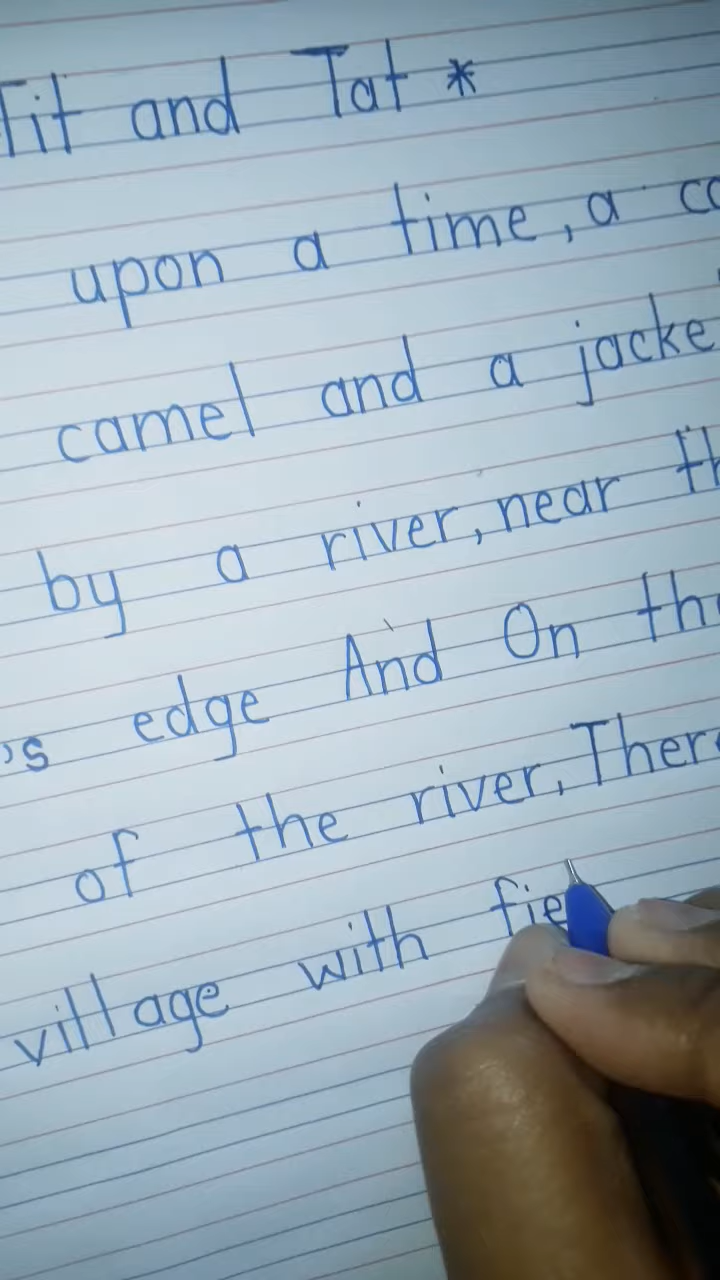 Tit and Tat *
upon a time, a
camel and a
by a river, near
's edge And On
of the river, There
village with